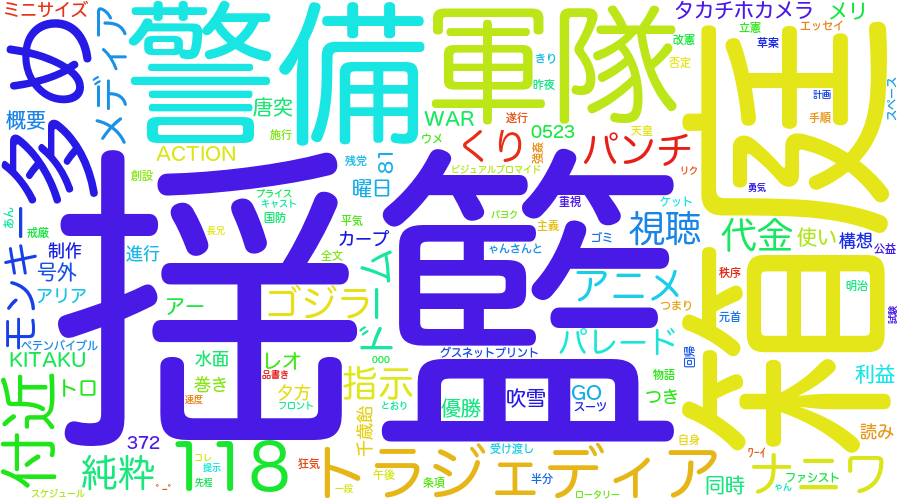 ミニサイズ
メディア
警備
軍隊
タカチホカメラ
メリ
立憲
エッセイ
改憲
草案
きり
否定
昨夜
計画
スペース
多め
概要
唐突
施行
WAR
遂行
ウメ
くり
0523
強姦
天皇
手順
パンチ
ACTION
残党
18
曜日
ビジュアルブロマイド
リク
創設
揺籃
箱庭
勇気
プライス
キャスト
ケット
重視
長兄
国防
パヨク
あん
戒厳
平気
主義
視聴
代金
使い
構想
公益
カープ
ゃんさんと
ゴミ
モンキー
制作
進行
全文
号外
ドーム
アニメ
秩序
明治
アリア
アー
ゴジラ
つまり
元首
ペテンバイブル
パレード
グスネットプリント
回數
KITAKU
水面
レオ
ooo
物語
利益
アロ
巻き
品書き
夕方
指示
付近
速度
フロント
とおり
優勝
吹雪
GO
スーツ
つき
千歳飴
372
118
受け渡し
自身
読み
純粋
コレ
提示
先程
狂気
トラジェディア
ナニワ
ワーイ
ファシスト
ゃん
午後
条項
半分
同時
スケジュール
一段
ロータリー